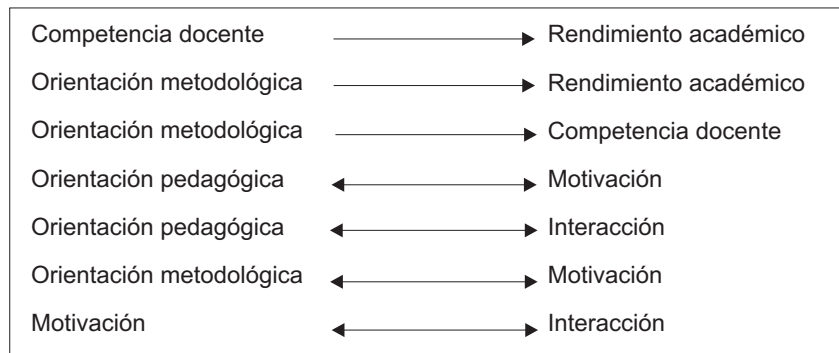 Competencia docente Rendimiento académico
Orientación metodológica Rendimiento académico
Orientación metodológica Competencia docente
Orientación pedagógica Motivación
Orientación pedagógica Interacción
Orientación metodológica Motivación
Motivación Interacción